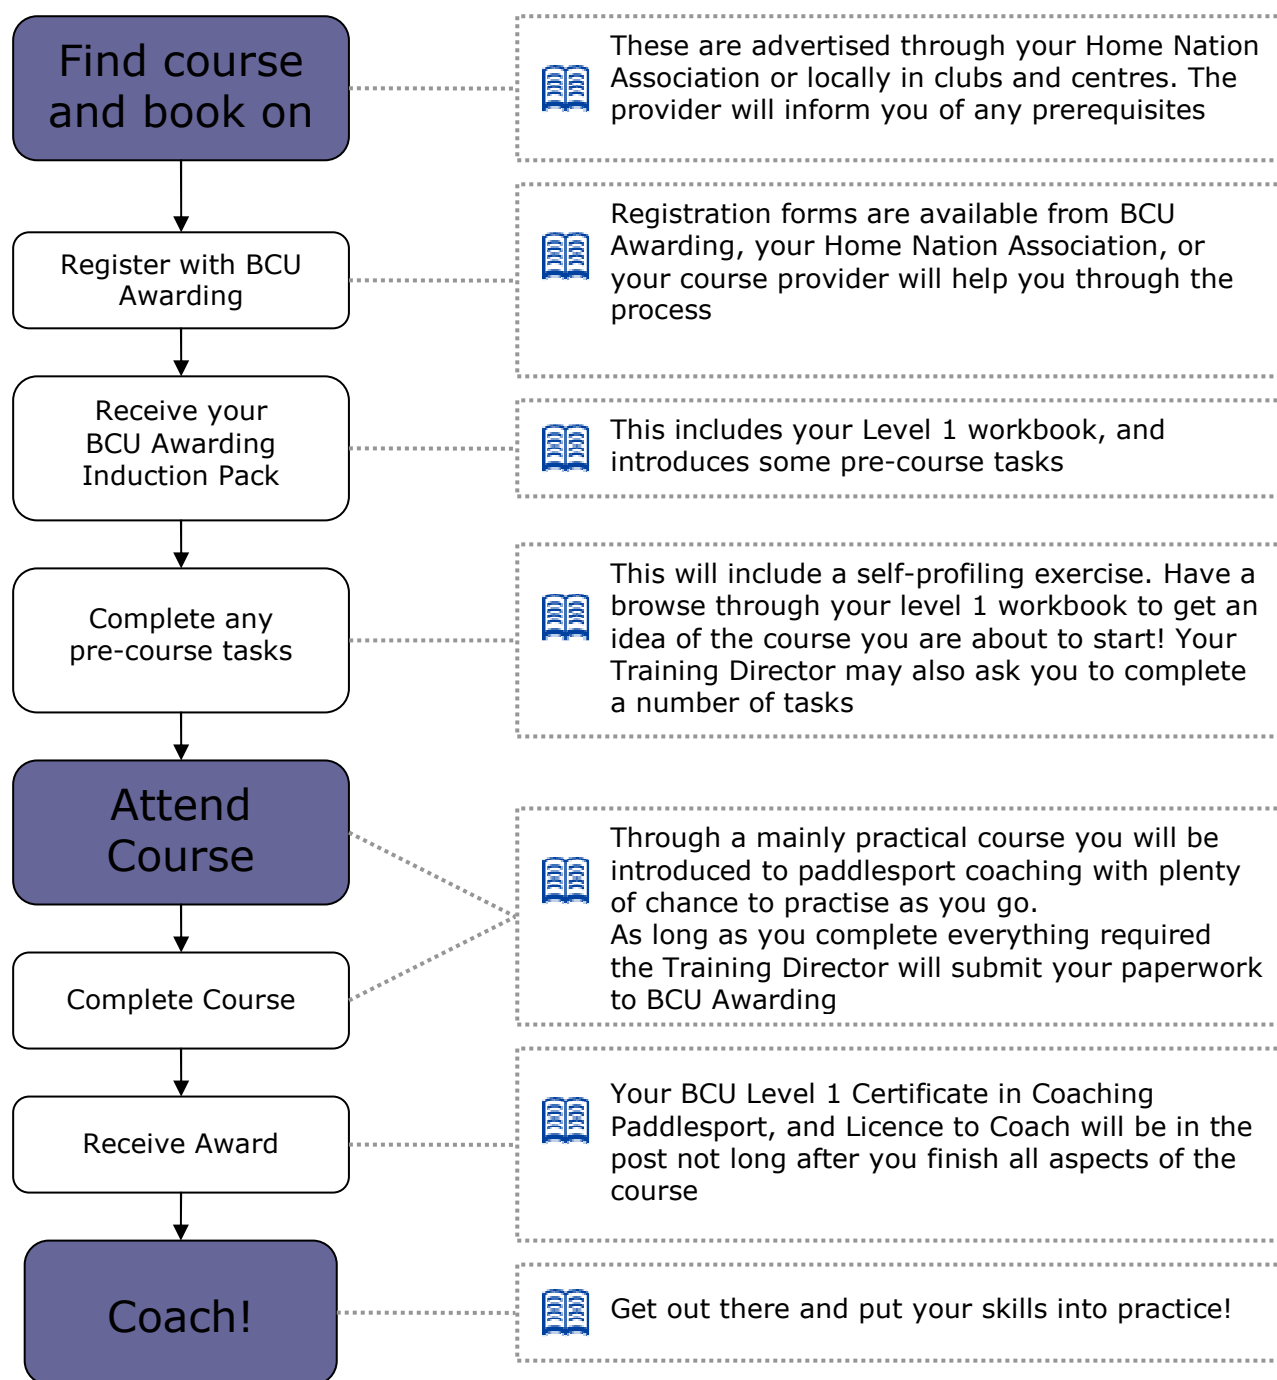 Find course
and book on
These are advertised through your Home Nation
Association or locally in clubs and centres. The
provider will inform you of any prerequisites
Register with BCU
Awarding
Registration forms are available from BCU
Awarding, your Home Nation Association, or
your course provider will help you through the
process
Receive your
BCU Awarding
Induction Pack
This includes your Level 1 workbook, and
introduces some pre-course tasks
Complete any
pre-course tasks
This will include a self-profiling exercise. Have a
browse through your level 1 workbook to get an
idea of the course you are about to start! Your
Training Director may also ask you to complete
a number of tasks
Attend
Course
Complete Course
Through a mainly practical course you will be
introduced to paddlesport coaching with plenty
of chance to practise as you go.
As long as you complete everything required
the Training Director will submit your paperwork
to BCU Awarding
Receive Award
Your BCU Level 1 Certificate in Coaching
Paddlesport, and Licence to Coach will be in the
post not long after you finish all aspects of the
course
Coach!
Get out there and put your skills into practice!